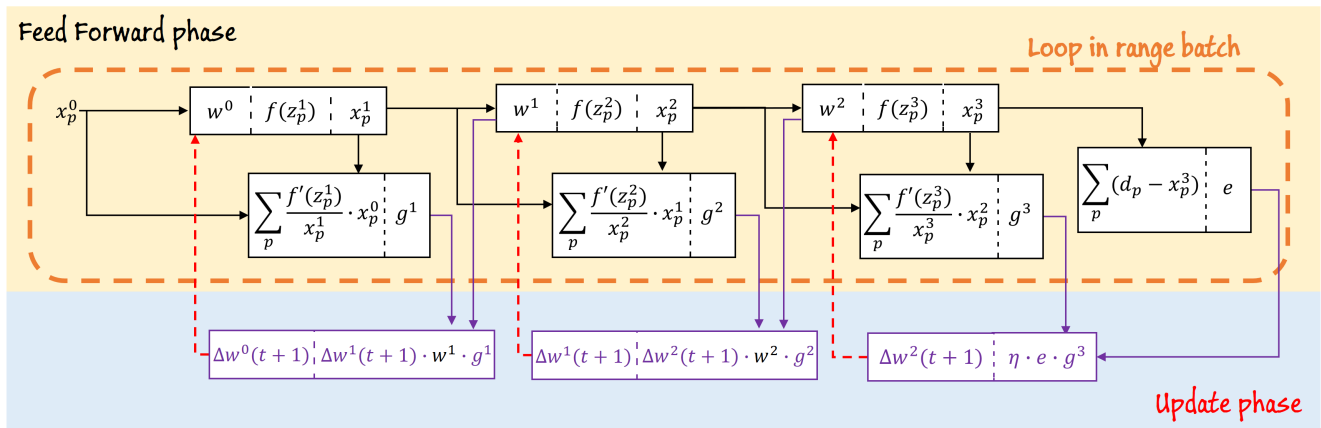 Feed Forward phase
Loop in range batch
x_p^0
w^0 f(z_p^1) x_p^1
w^1 f(z_p^2) x_p^2
w^2 f(z_p^3) x_p^3
∑_p f′(z_p^1)/x_p^1 · x_p^0 g^1
∑_p f′(z_p^2)/x_p^2 · x_p^1 g^2
∑_p f′(z_p^3)/x_p^3 · x_p^2 g^3
∑_p (d_p − x_p^3) e
Δw^0(t + 1) Δw^1(t + 1) · w^1 · g^1
Δw^1(t + 1) Δw^2(t + 1) · w^2 · g^2
Δw^2(t + 1) η · e · g^3
Update phase